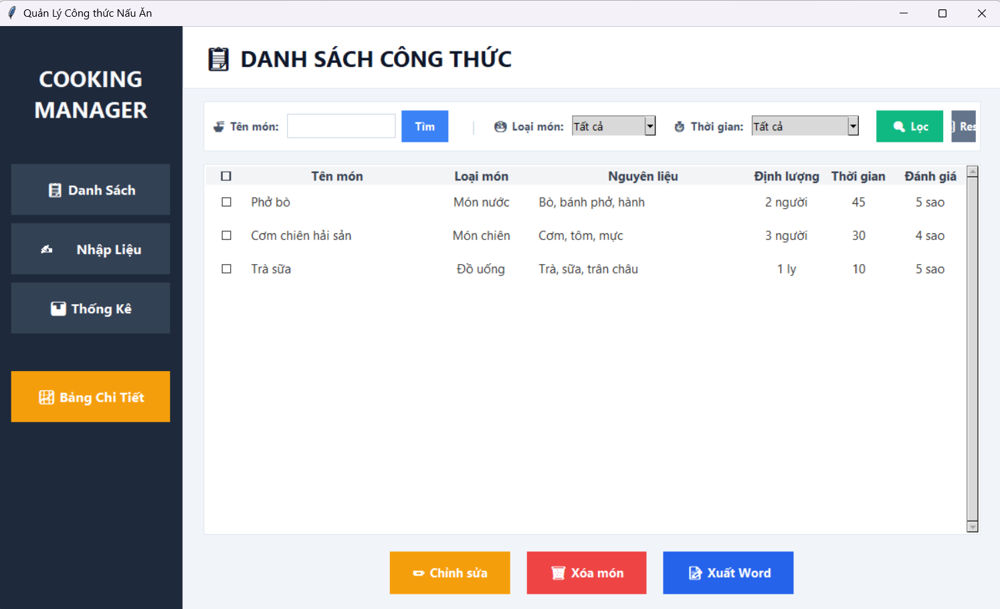 Quản Lý Công thức Nấu Ăn
COOKING
MANAGER
Danh Sách
Nhập Liệu
Thống Kê
Bảng Chi Tiết
DANH SÁCH CÔNG THỨC
Tên món: Tìm | Loại món: Tất cả Thời gian: Tất cả Lọc Res
Tên món Loại món Nguyên liệu Định lượng Thời gian Đánh giá
Phở bò Món nước Bò, bánh phở, hành 2 người 45 5 sao
Cơm chiên hải sản Món chiên Cơm, tôm, mực 3 người 30 4 sao
Trà sữa Đồ uống Trà, sữa, trân châu 1 ly 10 5 sao
Chỉnh sửa Xóa món Xuất Word